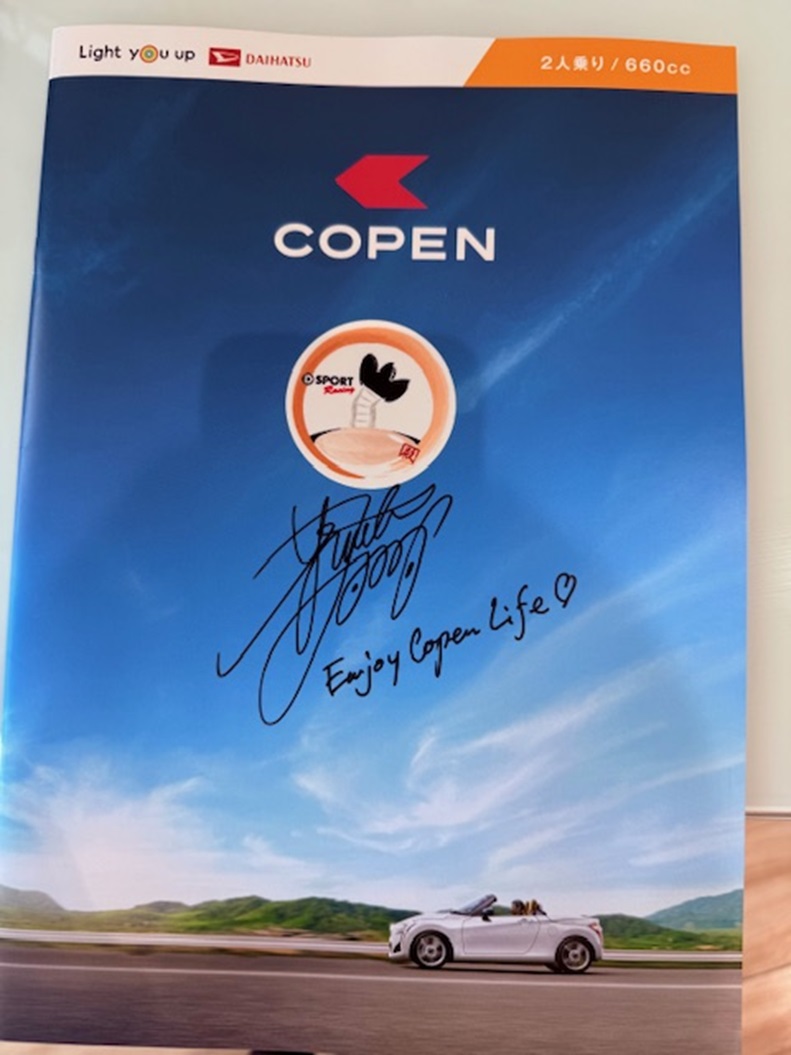 Light you up DAIHATSU 2人乗り / 660cc
COPEN
D SPORT
Racing
Enjoy Copen Life♡